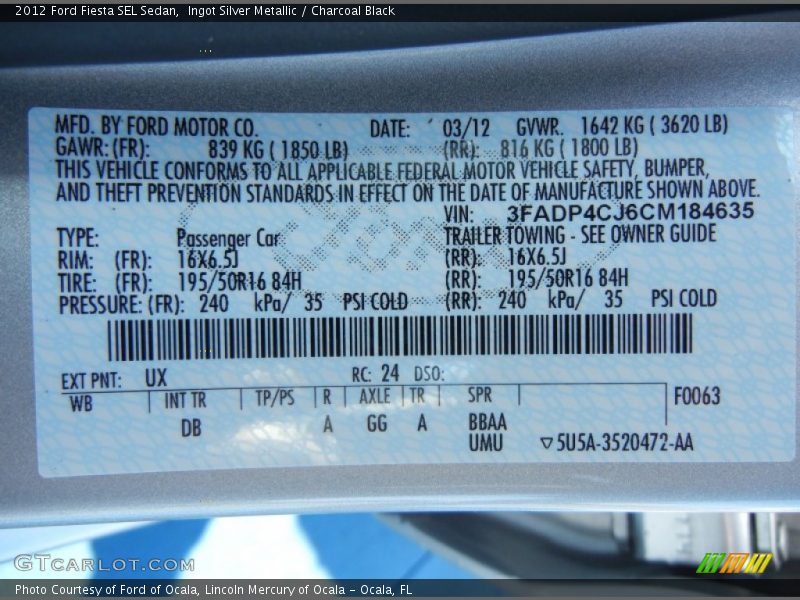 2012 Ford Fiesta SEL Sedan,  Ingot Silver Metallic / Charcoal Black
MFD. BY FORD MOTOR CO. DATE: 03/12 GVWR. 1642 KG ( 3620 LB)
GAWR: (FR): 839 KG ( 1850 LB) (RR): 816 KG ( 1800 LB)
THIS VEHICLE CONFORMS TO ALL APPLICABLE FEDERAL MOTOR VEHICLE SAFETY, BUMPER,
AND THEFT PREVENTION STANDARDS IN EFFECT ON THE DATE OF MANUFACTURE SHOWN ABOVE.
VIN: 3FADP4CJ6CM184635
TYPE: Passenger Car TRAILER TOWING - SEE OWNER GUIDE
RIM: (FR): 16X6.5J (RR): 16X6.5J
TIRE: (FR): 195/50R16 84H (RR): 195/50R16 84H
PRESSURE: (FR): 240 kPa/ 35 PSI COLD (RR): 240 kPa/ 35 PSI COLD
EXT PNT: UX RC: 24 DSO:
WB INT TR TP/PS R AXLE TR SPR F0063
DB A GG A BBAA
UMU ▽5U5A-3520472-AA
GTCARLOT.COM
Photo Courtesy of Ford of Ocala, Lincoln Mercury of Ocala - Ocala, FL